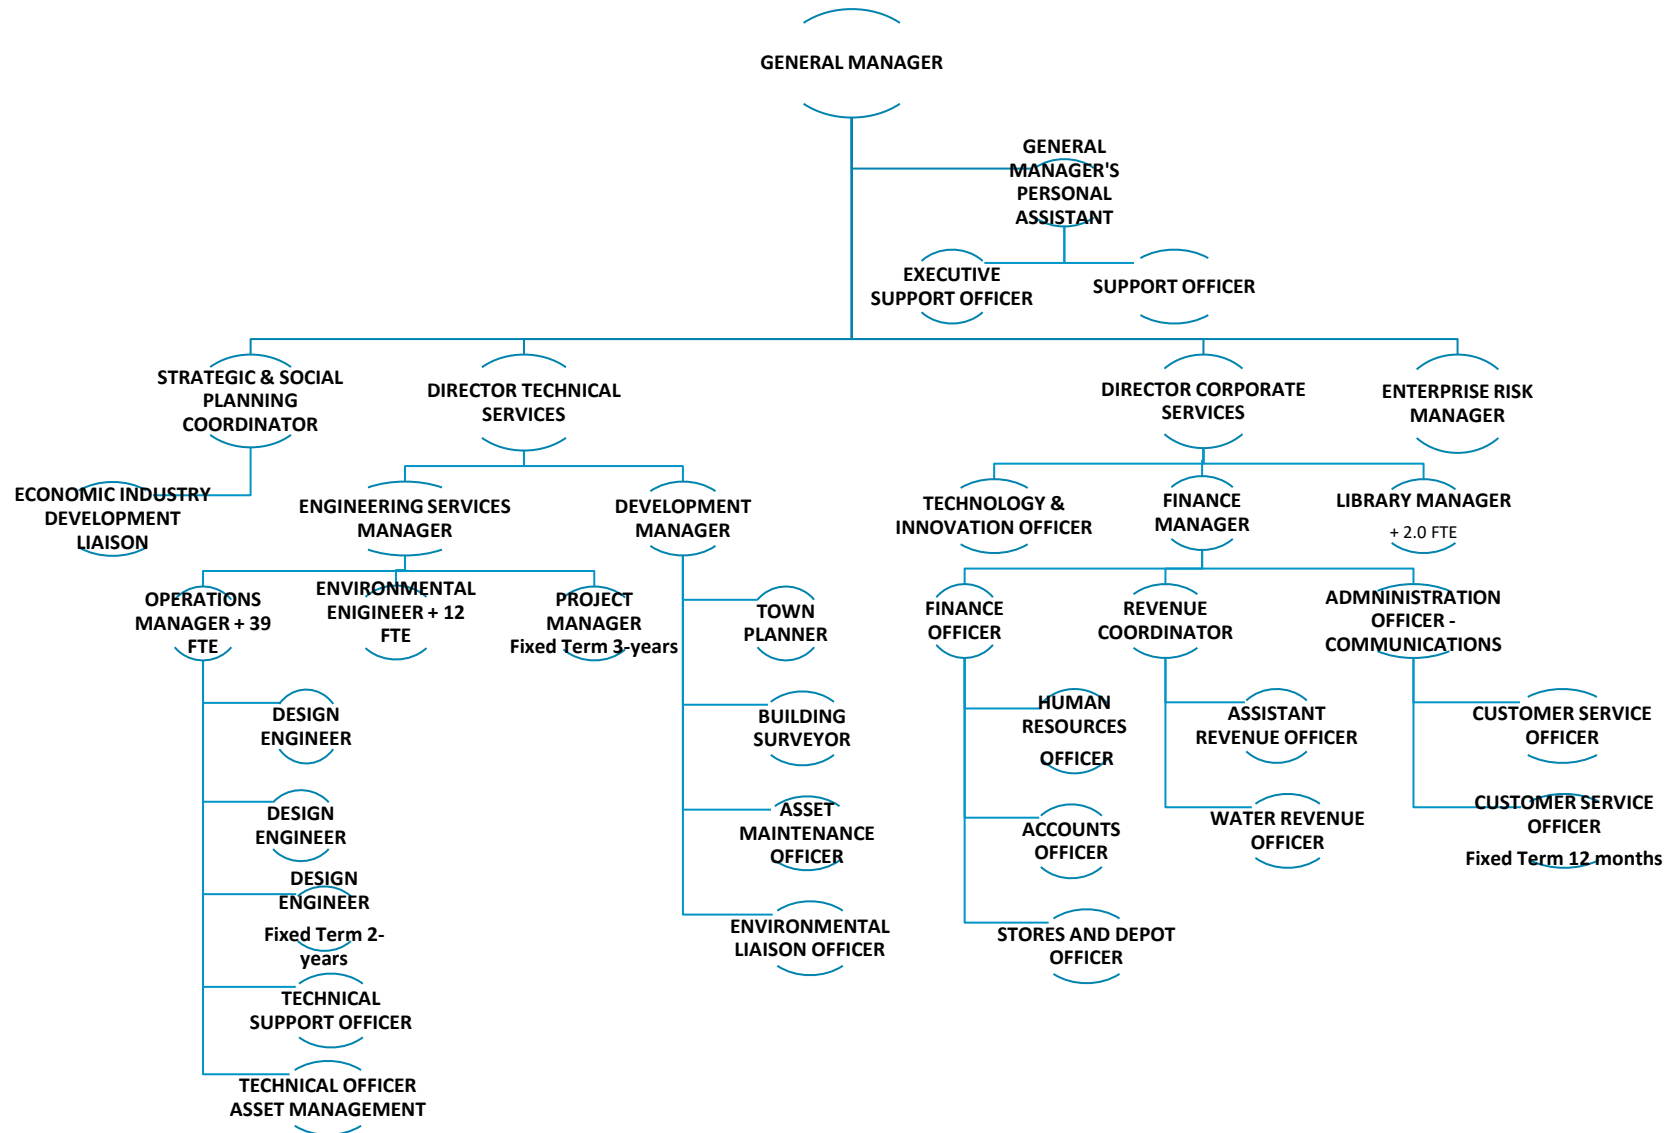 GENERAL MANAGER
GENERAL
MANAGER'S
PERSONAL
ASSISTANT
EXECUTIVE
SUPPORT OFFICER
SUPPORT OFFICER
STRATEGIC & SOCIAL
PLANNING
COORDINATOR
DIRECTOR TECHNICAL
SERVICES
DIRECTOR CORPORATE
SERVICES
ENTERPRISE RISK
MANAGER
ECONOMIC INDUSTRY
DEVELOPMENT
LIAISON
ENGINEERING SERVICES
MANAGER
DEVELOPMENT
MANAGER
TECHNOLOGY &
INNOVATION OFFICER
FINANCE
MANAGER
LIBRARY MANAGER
+ 2.0 FTE
OPERATIONS
MANAGER + 39
FTE
ENVIRONMENTAL
ENIGINEER + 12
FTE
PROJECT
MANAGER
Fixed Term 3-years
TOWN
PLANNER
FINANCE
OFFICER
REVENUE
COORDINATOR
ADMNINISTRATION
OFFICER -
COMMUNICATIONS
DESIGN
ENGINEER
BUILDING
SURVEYOR
HUMAN
RESOURCES
OFFICER
ASSISTANT
REVENUE OFFICER
CUSTOMER SERVICE
OFFICER
DESIGN
ENGINEER
ASSET
MAINTENANCE
OFFICER
ACCOUNTS
OFFICER
WATER REVENUE
OFFICER
CUSTOMER SERVICE
OFFICER
Fixed Term 12 months
DESIGN
ENGINEER
Fixed Term 2-
years
ENVIRONMENTAL
LIAISON OFFICER
STORES AND DEPOT
OFFICER
TECHNICAL
SUPPORT OFFICER
TECHNICAL OFFICER
ASSET MANAGEMENT